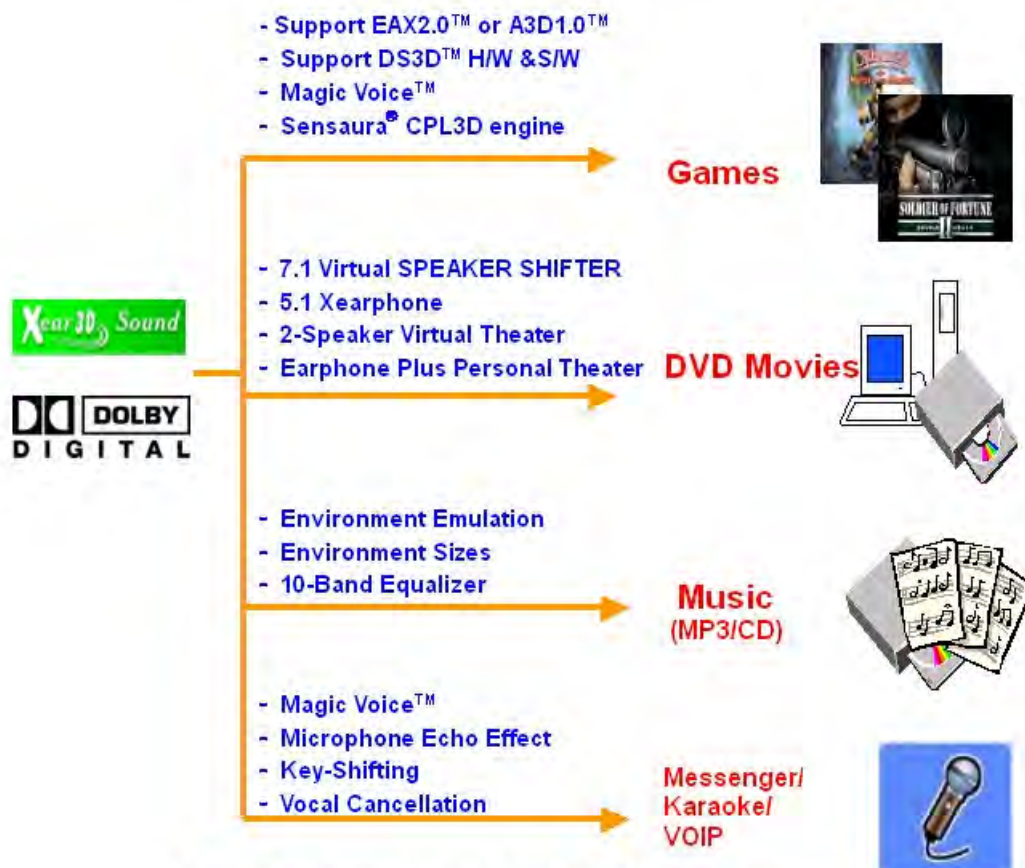 - Support EAX2.0™ or A3D1.0™
- Support DS3D™ H/W &S/W
- Magic Voice™
- Sensaura® CPL3D engine
Games
SOLDIER OF FORTUNE
II
- 7.1 Virtual SPEAKER SHIFTER
- 5.1 Xearphone
- 2-Speaker Virtual Theater
- Earphone Plus Personal Theater
DVD Movies
Xear 3D Sound
DOLBY
DIGITAL
- Environment Emulation
- Environment Sizes
- 10-Band Equalizer
Music
(MP3/CD)
- Magic Voice™
- Microphone Echo Effect
- Key-Shifting
- Vocal Cancellation
Messenger/
Karaoke/
VOIP